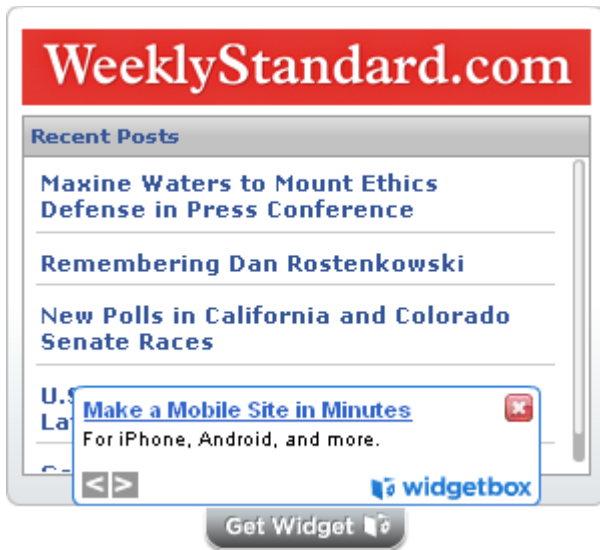 WeeklyStandard.com
Recent Posts
Maxine Waters to Mount Ethics
Defense in Press Conference
Remembering Dan Rostenkowski
New Polls in California and Colorado
Senate Races
Make a Mobile Site in Minutes
For iPhone, Android, and more.
< >
widgetbox
Get Widget